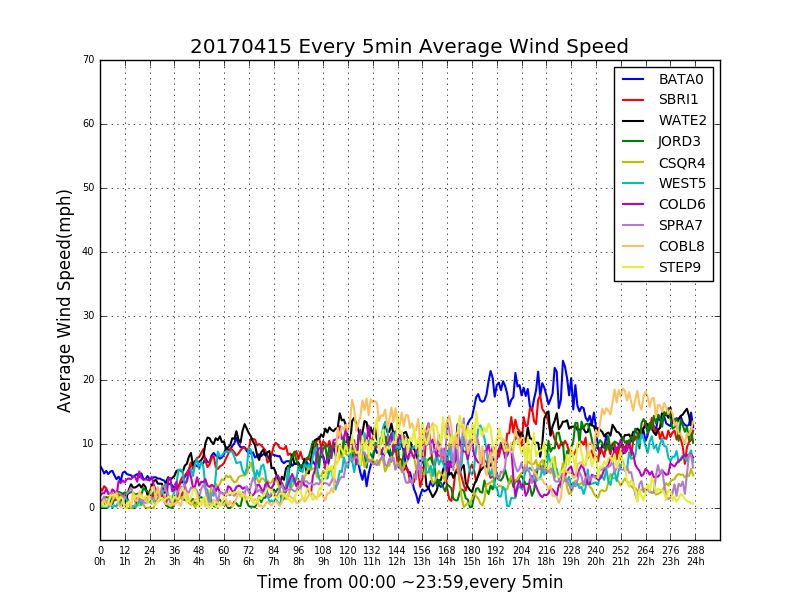 20170415 Every 5min Average Wind Speed
70
60
50
40
30
20
10
0
Average Wind Speed(mph)
BATA0
SBRI1
WATE2
JORD3
CSQR4
WEST5
COLD6
SPRA7
COBL8
STEP9
0 12 24 36 48 60 72 84 96 108 120 132 144 156 168 180 192 204 216 228 240 252 264 276 288
0h 1h 2h 3h 4h 5h 6h 7h 8h 9h 10h 11h 12h 13h 14h 15h 16h 17h 18h 19h 20h 21h 22h 23h 24h
Time from 00:00 ~23:59,every 5min